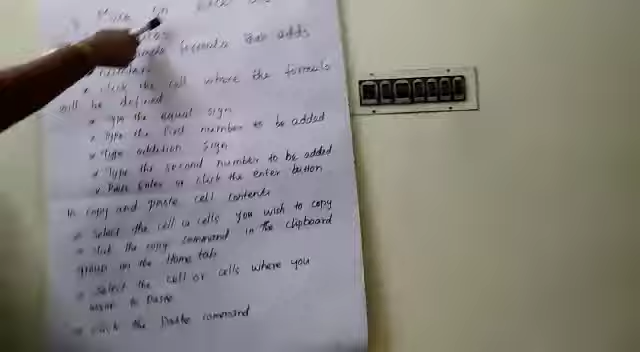 simple formula that adds
numbers
* click the cell where the formula
will be defined
* Type the equal sign
* Type the first number to be added
* Type addition sign
* Type the second number to be added
* Press Enter or click the enter button
to copy and paste cell contents
* Select the cell or cells you wish to copy
* click the copy command in the clipboard
group on the Home tab
* Select the cell or cells where you
want to Paste
* click the Paste command